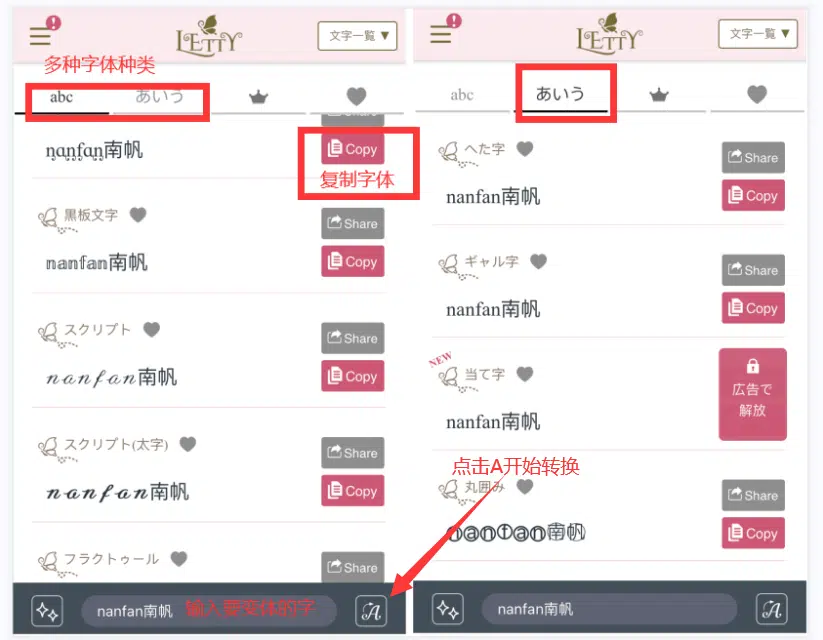 LETTY
文字一覧▼
多种字体种类
abc
あいう
Copy
复制字体
nanfan南帆
黒板文字
Share
Copy
nanfan南帆
スクリプト
Share
Copy
nanfan南帆
スクリプト(太字)
Share
Copy
nanfan南帆
フラクトゥール
Share
nanfan南帆
输入要变体的字
LETTY
文字一覧▼
abc
あいう
へた字
Share
Copy
nanfan南帆
ギャル字
Share
Copy
nanfan南帆
NEW
当て字
広告で
解放
nanfan南帆
点击A开始转换
丸囲み
Share
Copy
ⓝⓐⓝⓕⓐⓝ南帆
nanfan南帆